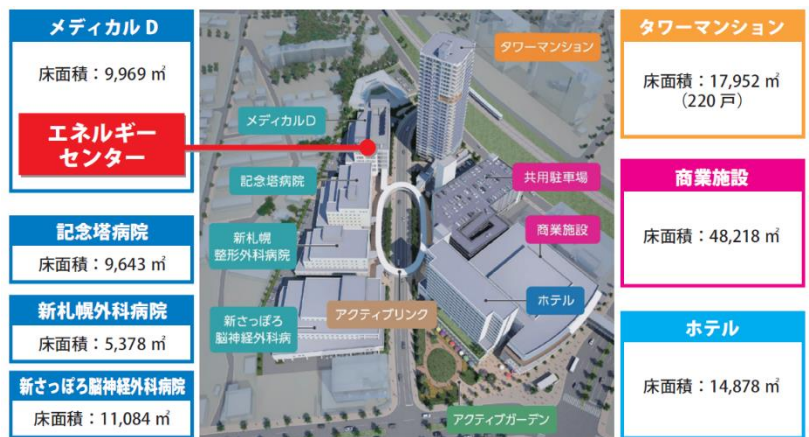 メディカル D
床面積：9,969 ㎡
エネルギー
センター
記念塔病院
床面積：9,643 ㎡
新札幌外科病院
床面積：5,378 ㎡
新さっぽろ脳神経外科病院
床面積：11,084 ㎡
タワーマンション
メディカルD
記念塔病院
共用駐車場
新札幌
整形外科病院
商業施設
新さっぽろ
脳神経外科病
アクティブリンク
ホテル
アクティブガーデン
タワーマンション
床面積：17,952 ㎡
（220 戸）
商業施設
床面積：48,218 ㎡
ホテル
床面積：14,878 ㎡